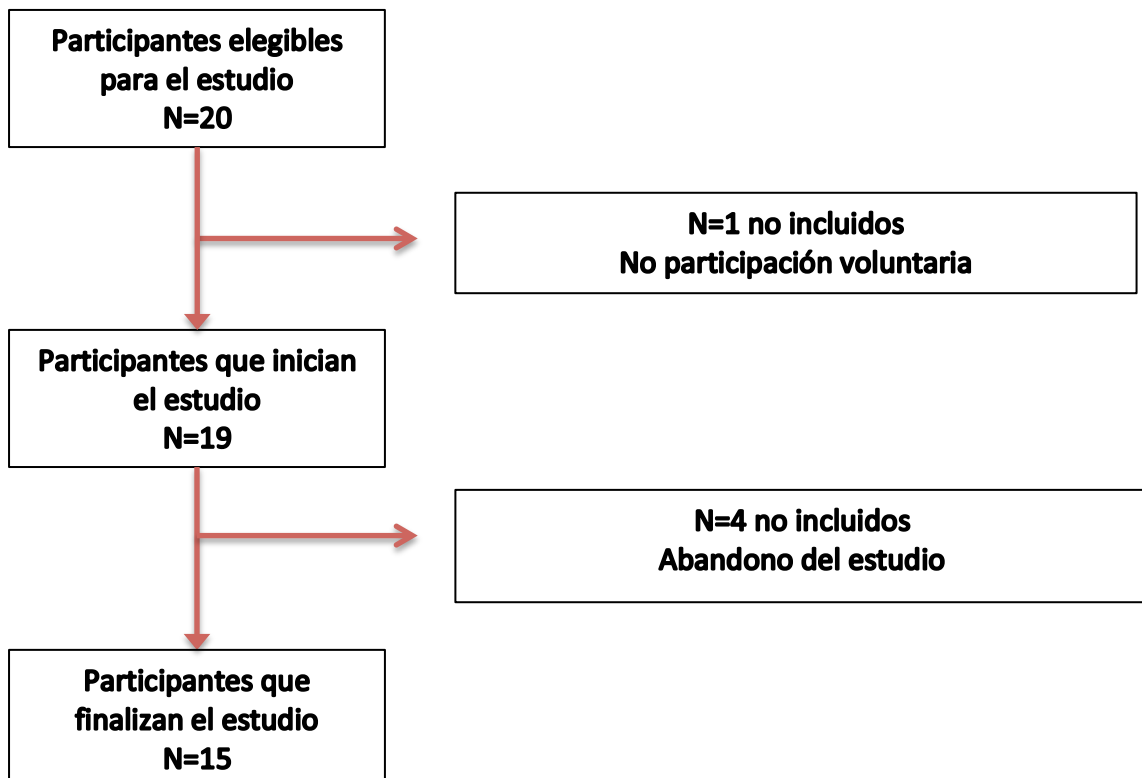 Participantes elegibles
para el estudio
N=20
N=1 no incluidos
No participación voluntaria
Participantes que inician
el estudio
N=19
N=4 no incluidos
Abandono del estudio
Participantes que
finalizan el estudio
N=15